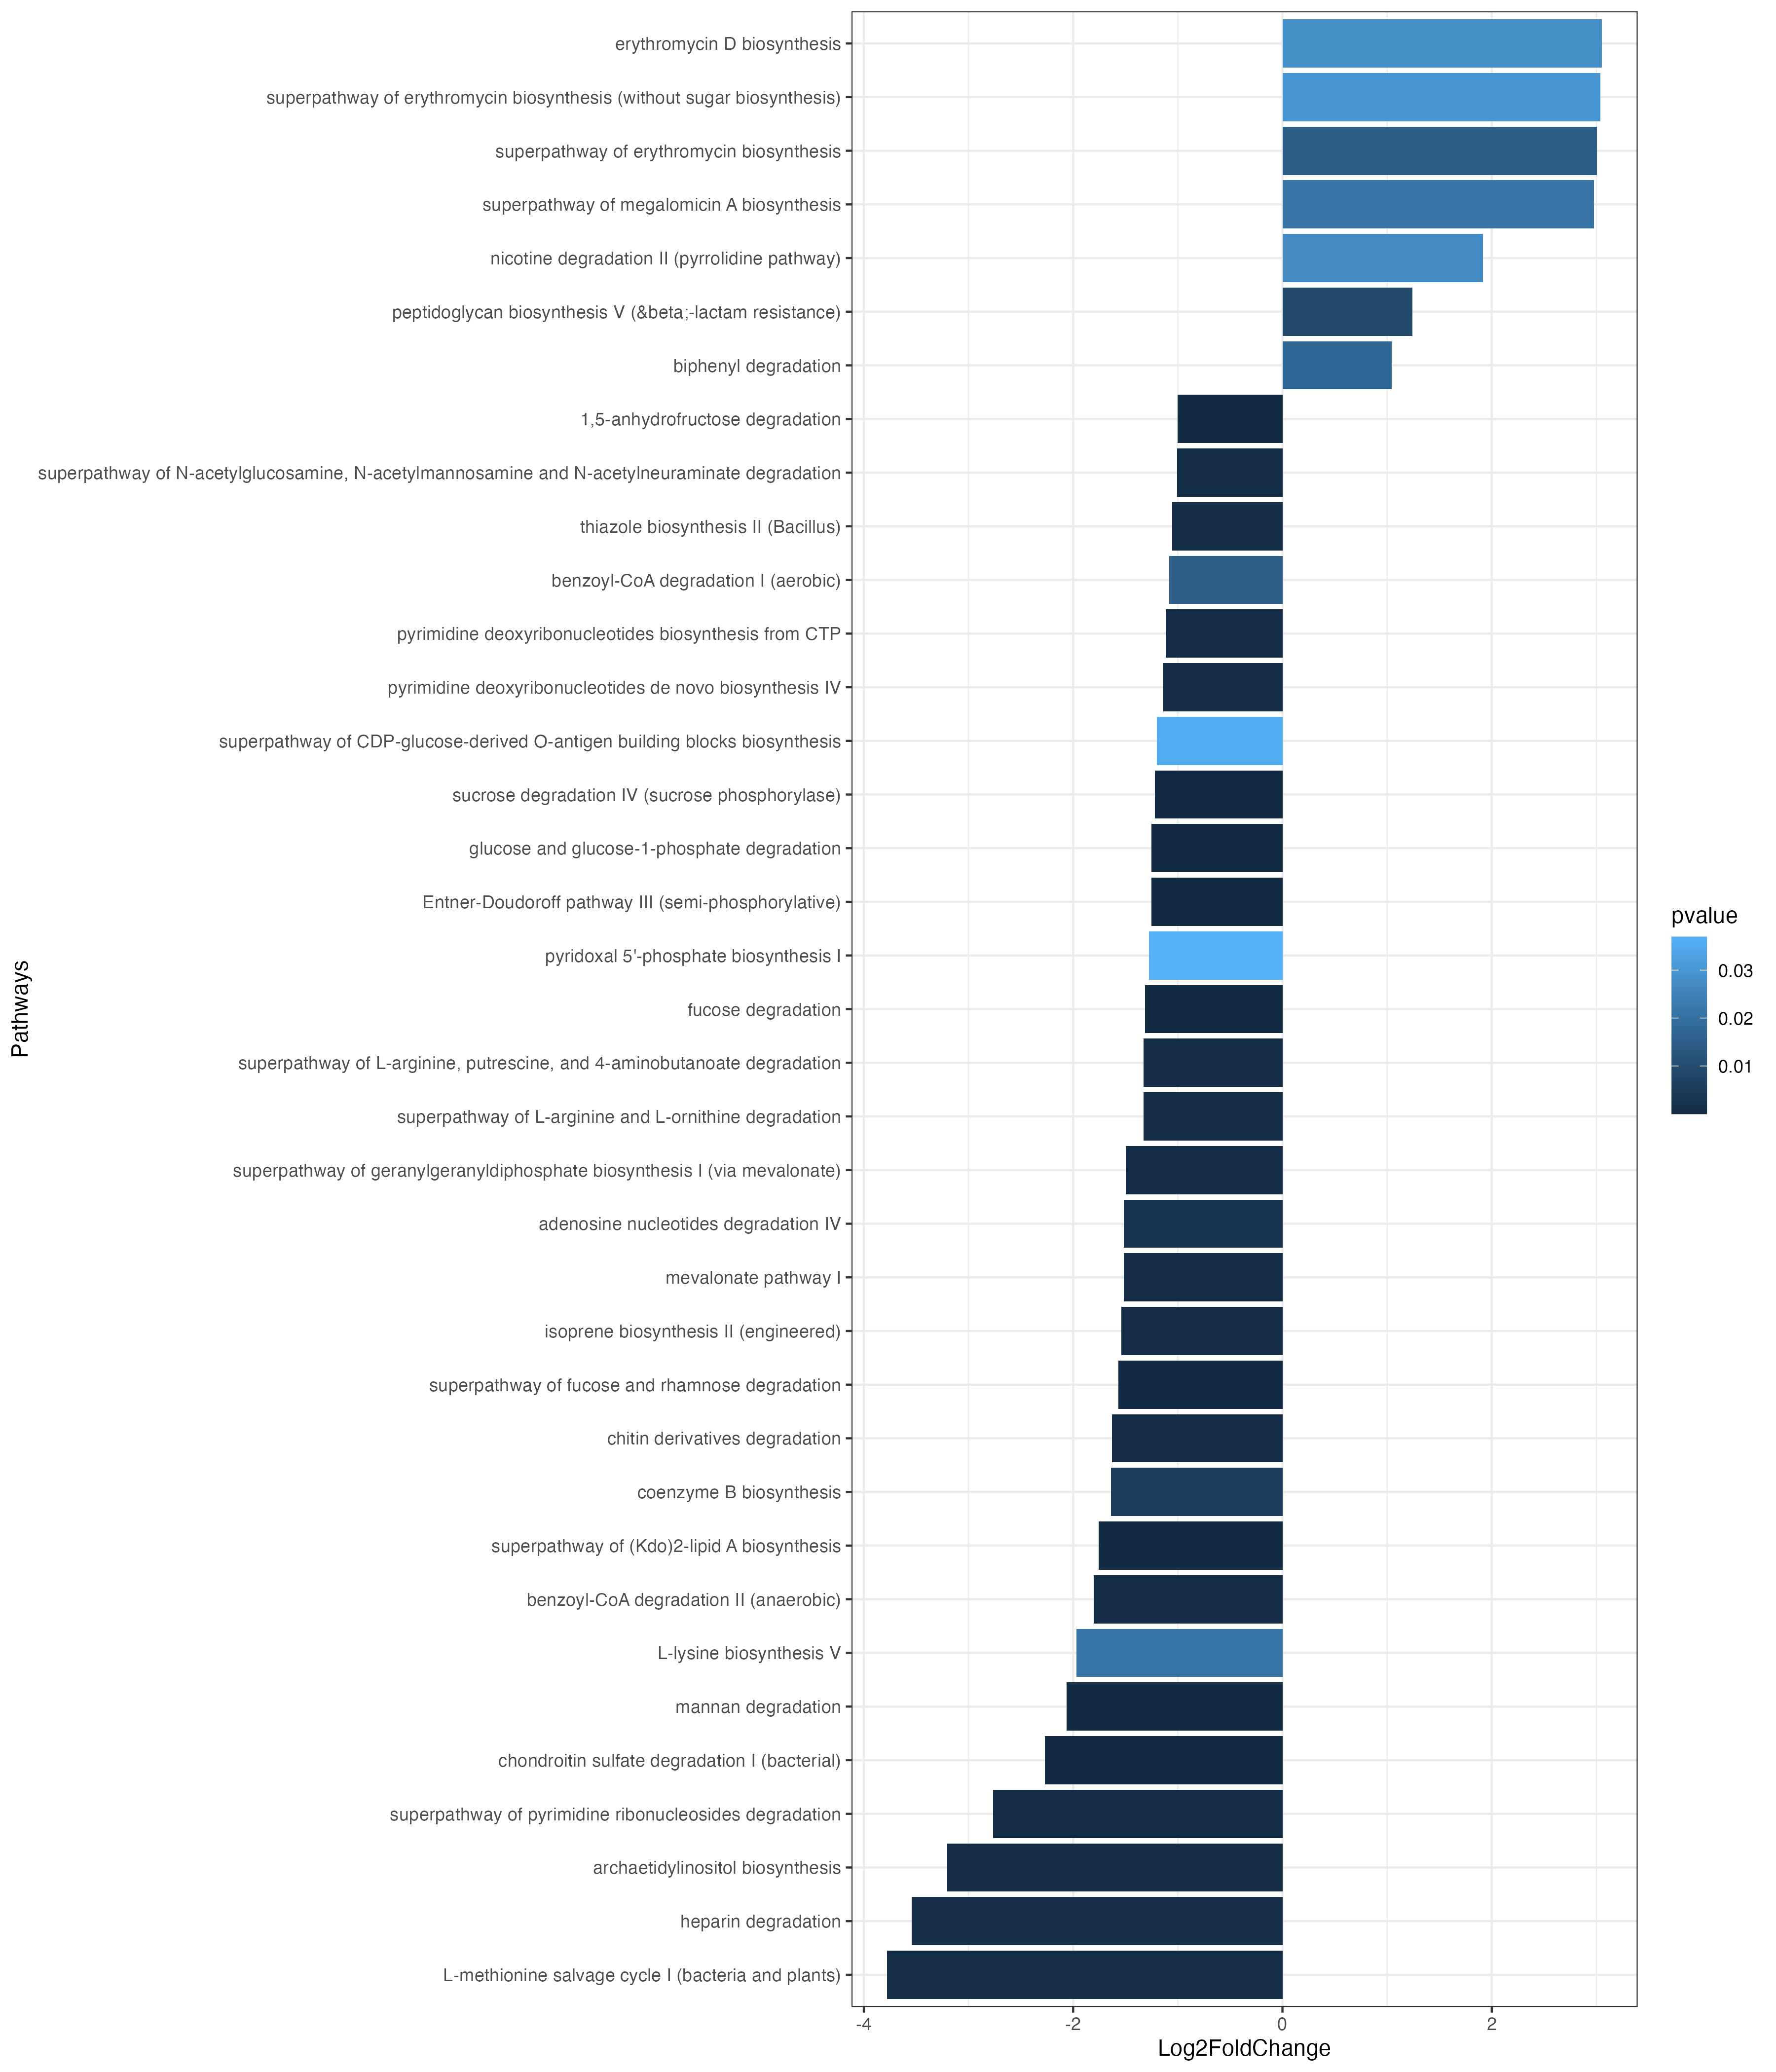 erythromycin D biosynthesis
superpathway of erythromycin biosynthesis (without sugar biosynthesis)
superpathway of erythromycin biosynthesis
superpathway of megalomicin A biosynthesis
nicotine degradation II (pyrrolidine pathway)
peptidoglycan biosynthesis V (&beta;-lactam resistance)
biphenyl degradation
1,5-anhydrofructose degradation
superpathway of N-acetylglucosamine, N-acetylmannosamine and N-acetylneuraminate degradation
thiazole biosynthesis II (Bacillus)
benzoyl-CoA degradation I (aerobic)
pyrimidine deoxyribonucleotides biosynthesis from CTP
pyrimidine deoxyribonucleotides de novo biosynthesis IV
superpathway of CDP-glucose-derived O-antigen building blocks biosynthesis
sucrose degradation IV (sucrose phosphorylase)
glucose and glucose-1-phosphate degradation
Entner-Doudoroff pathway III (semi-phosphorylative)
pyridoxal 5'-phosphate biosynthesis I
fucose degradation
superpathway of L-arginine, putrescine, and 4-aminobutanoate degradation
superpathway of L-arginine and L-ornithine degradation
superpathway of geranylgeranyldiphosphate biosynthesis I (via mevalonate)
adenosine nucleotides degradation IV
mevalonate pathway I
isoprene biosynthesis II (engineered)
superpathway of fucose and rhamnose degradation
chitin derivatives degradation
coenzyme B biosynthesis
superpathway of (Kdo)2-lipid A biosynthesis
benzoyl-CoA degradation II (anaerobic)
L-lysine biosynthesis V
mannan degradation
chondroitin sulfate degradation I (bacterial)
superpathway of pyrimidine ribonucleosides degradation
archaetidylinositol biosynthesis
heparin degradation
L-methionine salvage cycle I (bacteria and plants)
Pathways
-4 -2 0 2
Log2FoldChange
pvalue
0.03
0.02
0.01